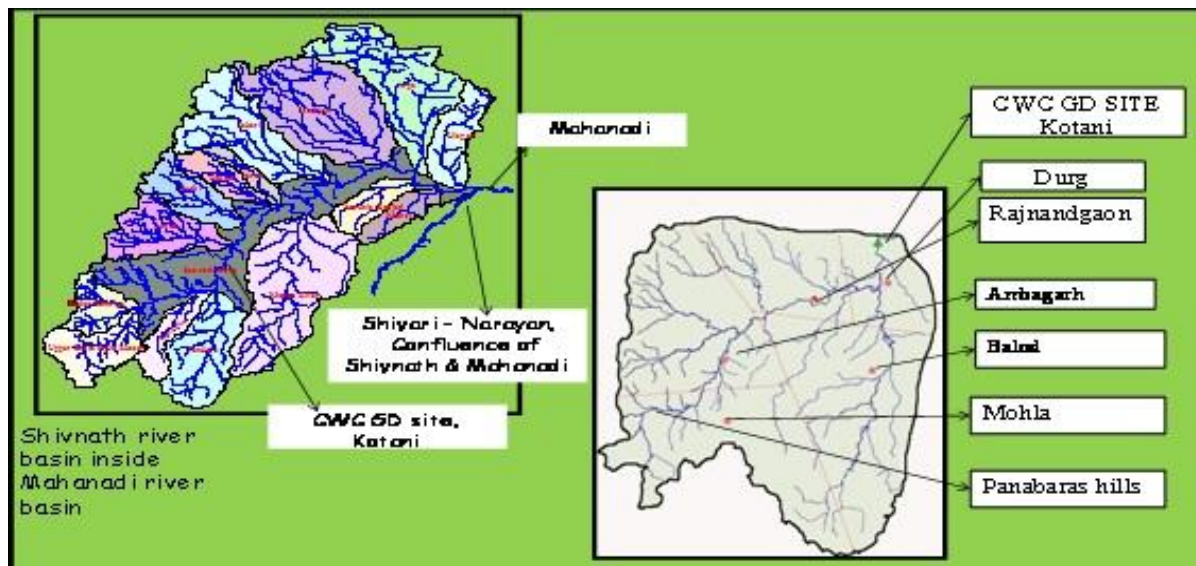 Mahanadi
Shivari - Narayan,
Confluence of
Shivnath & Mahanadi
CWC GD site,
Kotani
Shivnath river
basin inside
Mahanadi river
basin
CWC GD SITE
Kotani
Durg
Rajnandgaon
Ambagarh
Balod
Mohla
Panabaras hills